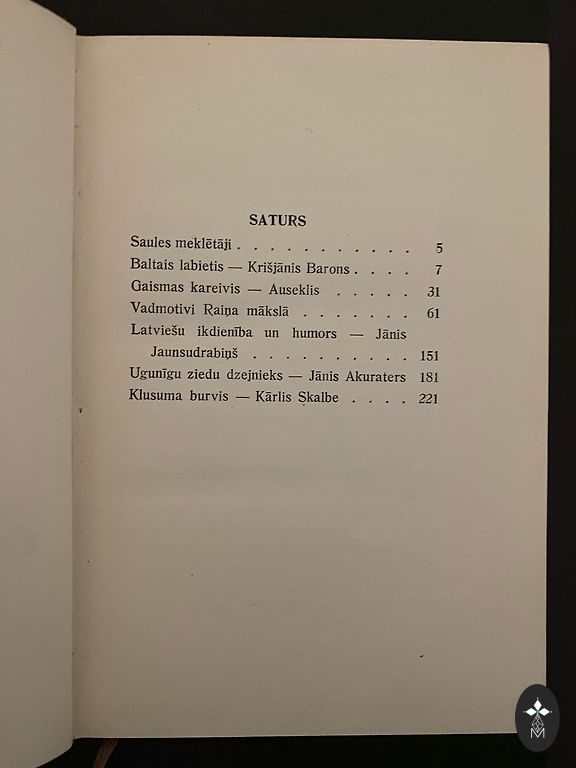 SATURS
Saules meklētāji . . . . . . . . . . . 5
Baltais labietis — Krišjānis Barons . . . . 7
Gaismas kareivis — Auseklis . . . . . 31
Vadmotivi Raiņa mākslā . . . . . . . 61
Latviešu ikdienība un humors — Jānis
Jaunsudrabiņš . . . . . . . . . . 151
Ugunīgu ziedu dzejnieks — Jānis Akuraters 181
Klusuma burvis — Kārlis Skalbe . . . . 221
M